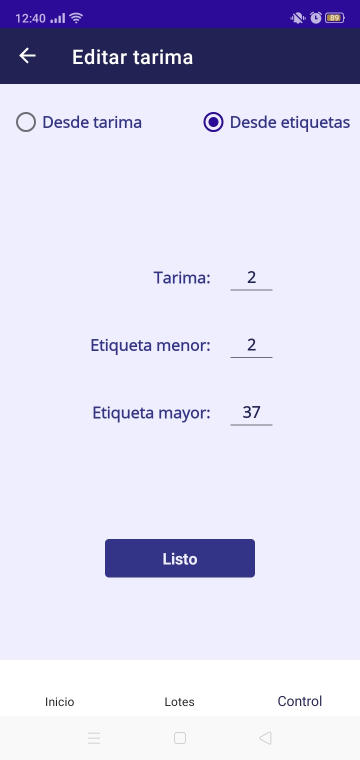 12:40 89
Editar tarima
Desde tarima Desde etiquetas
Tarima: 2
Etiqueta menor: 2
Etiqueta mayor: 37
Listo
Inicio Lotes Control